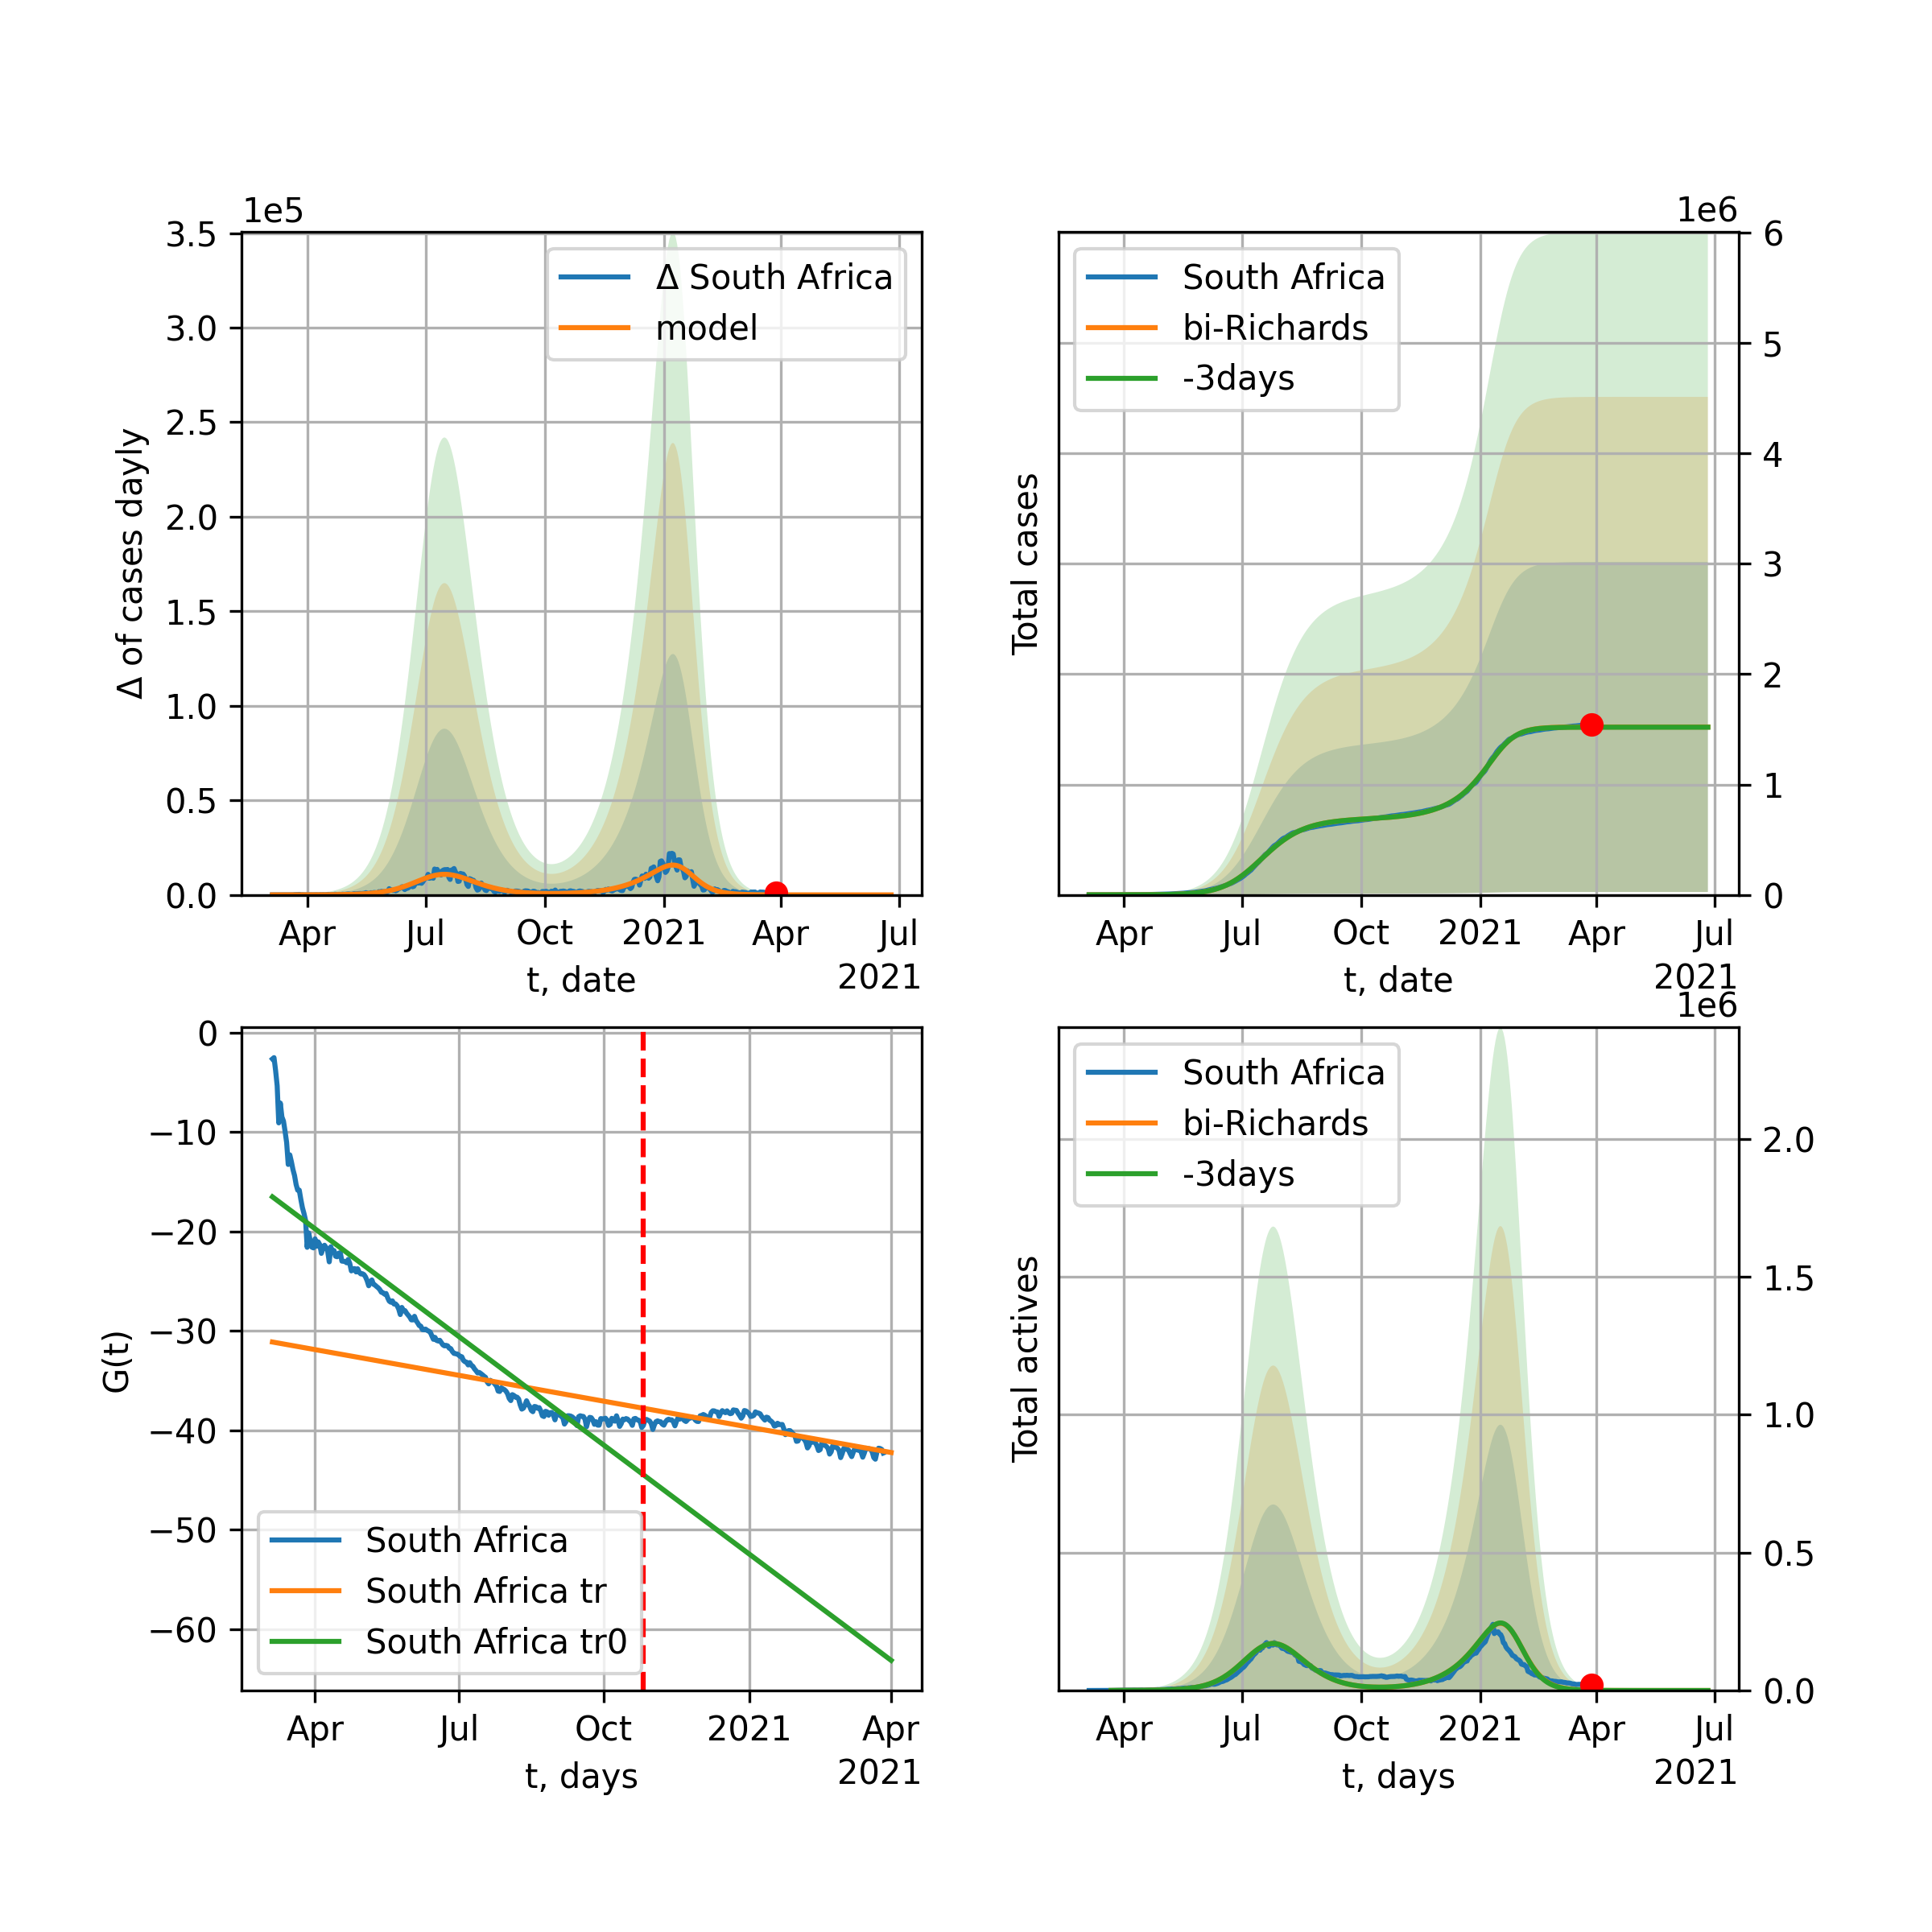 1e5
3.5
3.0
2.5
2.0
1.5
1.0
0.5
0.0
Δ of cases dayly
Δ South Africa
model
Apr Jul Oct 2021 Apr Jul
t, date
2021
1e6
6
5
4
3
2
1
0
Total cases
South Africa
bi-Richards
-3days
Apr Jul Oct 2021 Apr Jul
t, date
2021
0
−10
−20
−30
−40
−50
−60
G(t)
South Africa
South Africa tr
South Africa tr0
Apr Jul Oct 2021 Apr
t, days
2021
1e6
2.0
1.5
1.0
0.5
0.0
Total actives
South Africa
bi-Richards
-3days
Apr Jul Oct 2021 Apr Jul
t, days
2021